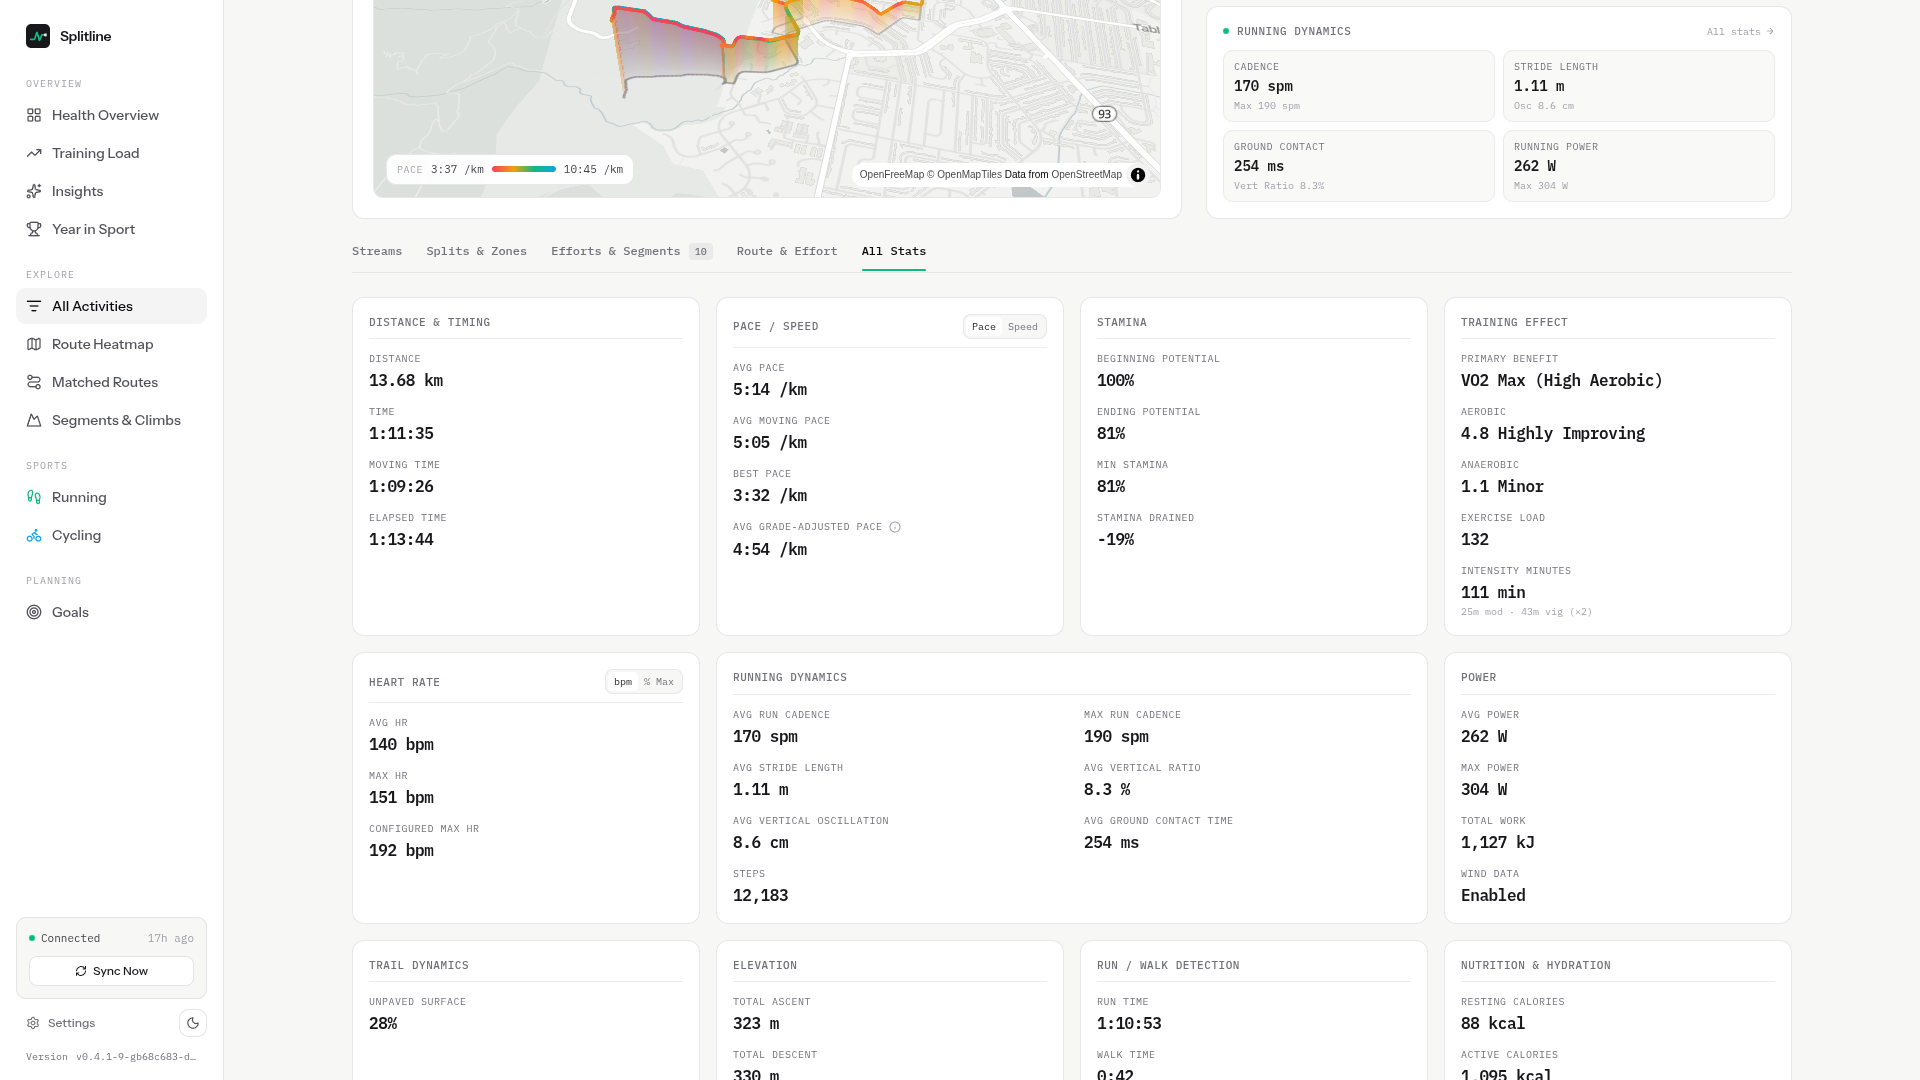 Splitline
OVERVIEW
Health Overview
Training Load
Insights
Year in Sport
EXPLORE
All Activities
Route Heatmap
Matched Routes
Segments & Climbs
SPORTS
Running
Cycling
PLANNING
Goals
Connected 17h ago
Sync Now
Settings
Version v0.4.1-9-gb68c683-d…
93
PACE 3:37 /km 10:45 /km
OpenFreeMap © OpenMapTiles Data from OpenStreetMap
RUNNING DYNAMICS All stats →
CADENCE
170 spm
Max 190 spm
STRIDE LENGTH
1.11 m
Osc 8.6 cm
GROUND CONTACT
254 ms
Vert Ratio 8.3%
RUNNING POWER
262 W
Max 304 W
Streams Splits & Zones Efforts & Segments 10 Route & Effort All Stats
DISTANCE & TIMING
DISTANCE
13.68 km
TIME
1:11:35
MOVING TIME
1:09:26
ELAPSED TIME
1:13:44
PACE / SPEED Pace Speed
AVG PACE
5:14 /km
AVG MOVING PACE
5:05 /km
BEST PACE
3:32 /km
AVG GRADE-ADJUSTED PACE
4:54 /km
STAMINA
BEGINNING POTENTIAL
100%
ENDING POTENTIAL
81%
MIN STAMINA
81%
STAMINA DRAINED
-19%
TRAINING EFFECT
PRIMARY BENEFIT
VO2 Max (High Aerobic)
AEROBIC
4.8 Highly Improving
ANAEROBIC
1.1 Minor
EXERCISE LOAD
132
INTENSITY MINUTES
111 min
25m mod · 43m vig (×2)
HEART RATE bpm % Max
AVG HR
140 bpm
MAX HR
151 bpm
CONFIGURED MAX HR
192 bpm
RUNNING DYNAMICS
AVG RUN CADENCE
170 spm
MAX RUN CADENCE
190 spm
AVG STRIDE LENGTH
1.11 m
AVG VERTICAL RATIO
8.3 %
AVG VERTICAL OSCILLATION
8.6 cm
AVG GROUND CONTACT TIME
254 ms
STEPS
12,183
POWER
AVG POWER
262 W
MAX POWER
304 W
TOTAL WORK
1,127 kJ
WIND DATA
Enabled
TRAIL DYNAMICS
UNPAVED SURFACE
28%
ELEVATION
TOTAL ASCENT
323 m
TOTAL DESCENT
330 m
RUN / WALK DETECTION
RUN TIME
1:10:53
WALK TIME
0:42
NUTRITION & HYDRATION
RESTING CALORIES
88 kcal
ACTIVE CALORIES
1,095 kcal